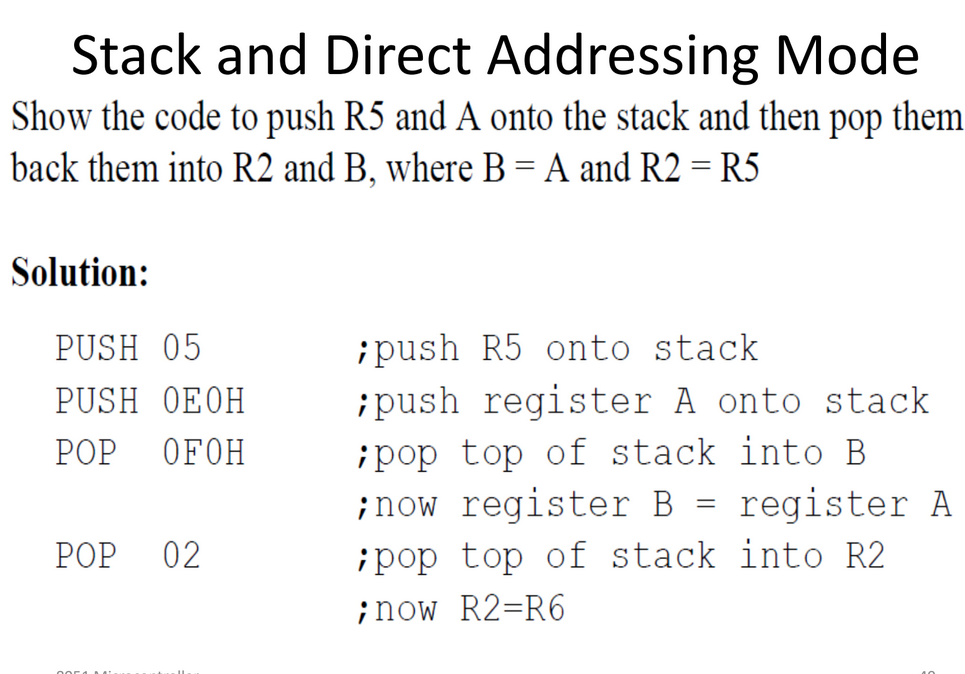 Stack and Direct Addressing Mode
Show the code to push R5 and A onto the stack and then pop them
back them into R2 and B, where B = A and R2 = R5
Solution:
PUSH 05 ;push R5 onto stack
PUSH 0E0H ;push register A onto stack
POP 0F0H ;pop top of stack into B
;now register B = register A
POP 02 ;pop top of stack into R2
;now R2=R6